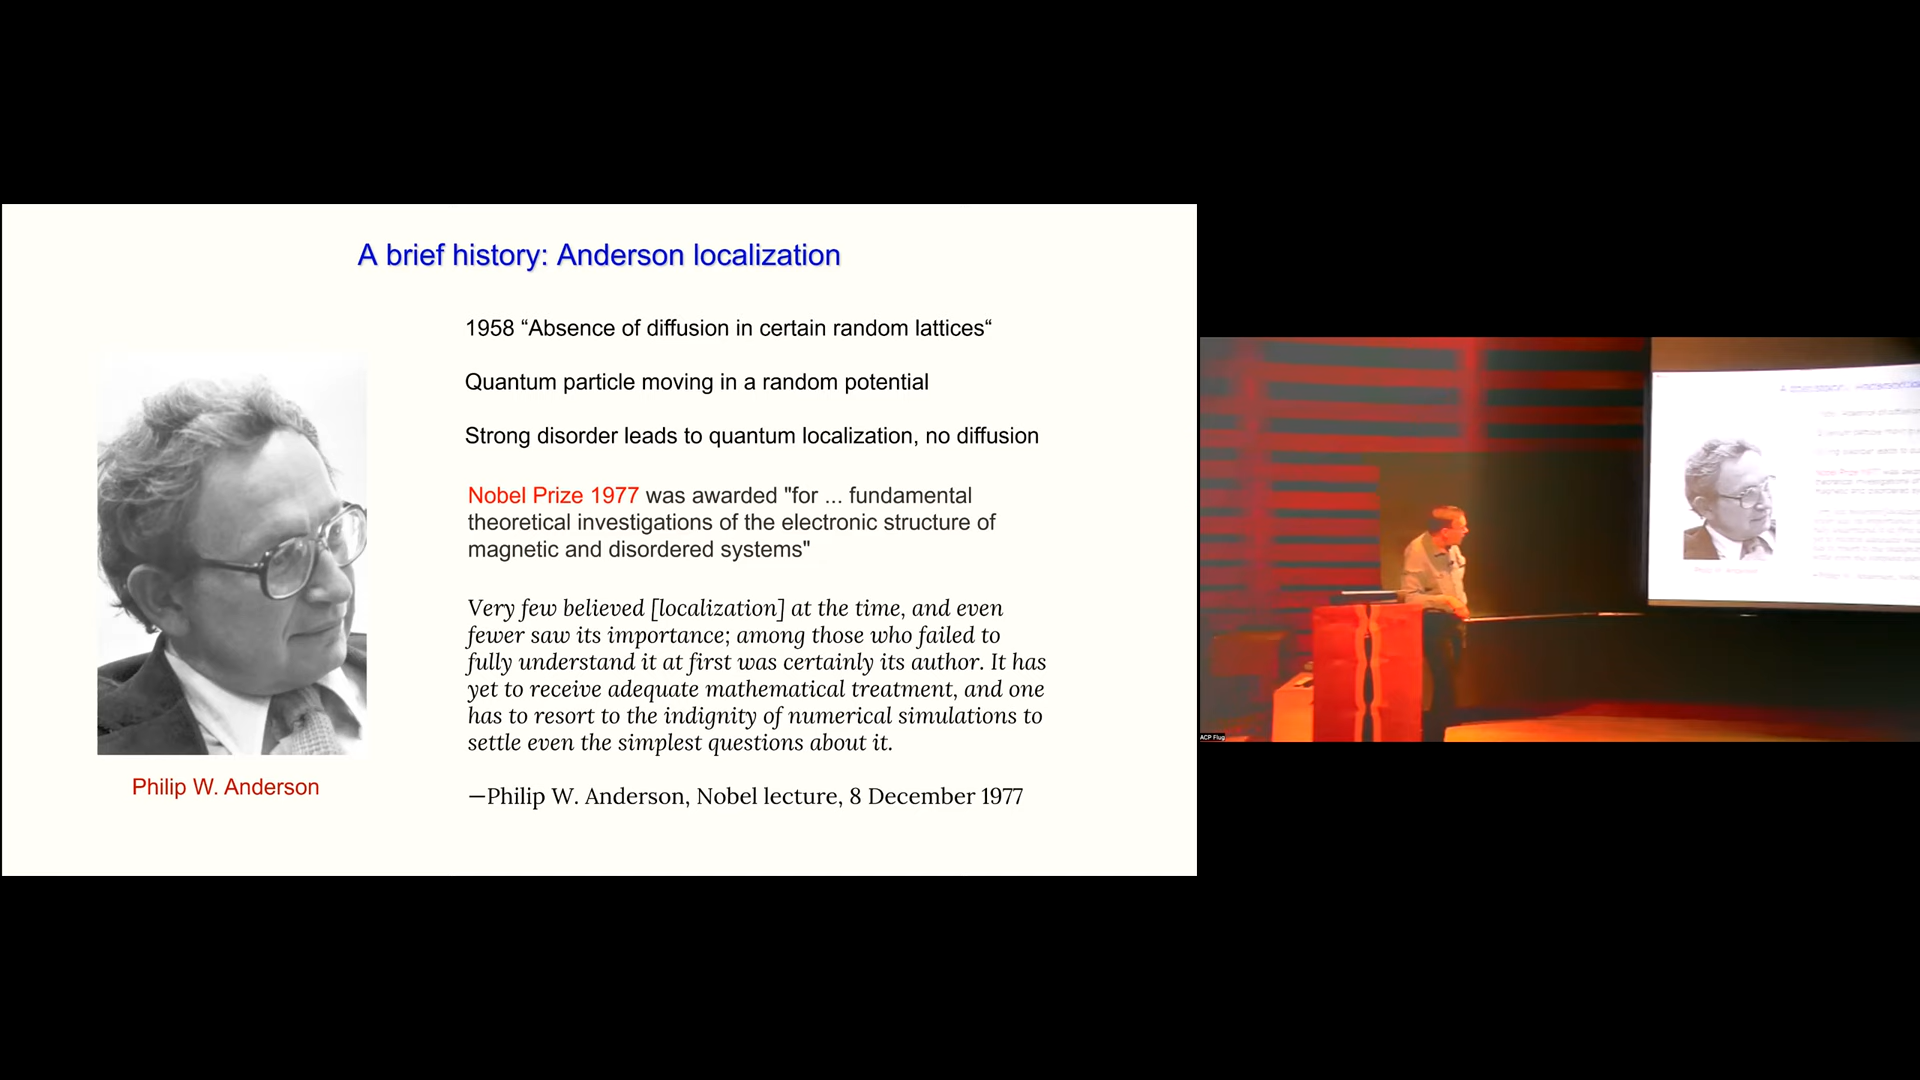 A brief history: Anderson localization
1958 “Absence of diffusion in certain random lattices“
Quantum particle moving in a random potential
Strong disorder leads to quantum localization, no diffusion
Nobel Prize 1977 was awarded "for ... fundamental
theoretical investigations of the electronic structure of
magnetic and disordered systems"
Very few believed [localization] at the time, and even
fewer saw its importance; among those who failed to
fully understand it at first was certainly its author. It has
yet to receive adequate mathematical treatment, and one
has to resort to the indignity of numerical simulations to
settle even the simplest questions about it.
—Philip W. Anderson, Nobel lecture, 8 December 1977
Philip W. Anderson
ACP Flug